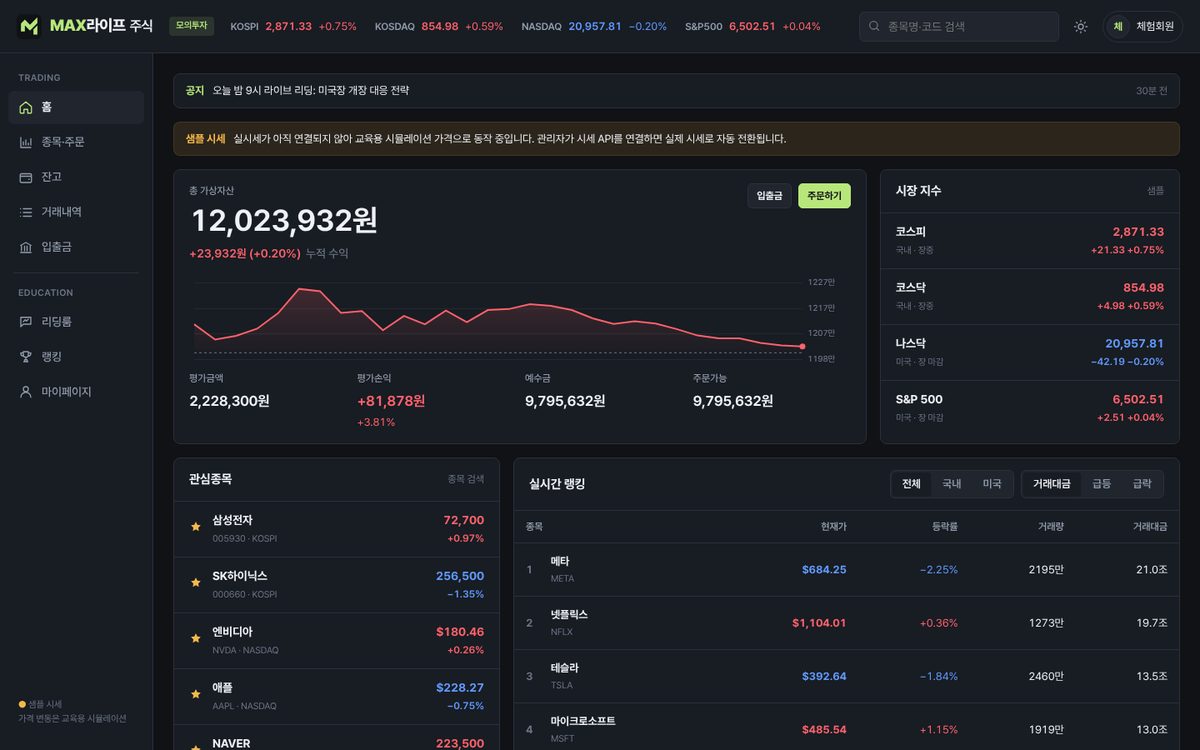 MAX라이프 주식 모의투자 KOSPI 2,871.33 +0.75% KOSDAQ 854.98 +0.59% NASDAQ 20,957.81 −0.20% S&P500 6,502.51 +0.04% 종목명·코드 검색 체 체험회원
TRADING
홈
종목·주문
잔고
거래내역
입출금
EDUCATION
리딩룸
랭킹
마이페이지
샘플 시세
가격 변동은 교육용 시뮬레이션
공지 오늘 밤 9시 라이브 리딩: 미국장 개장 대응 전략 30분 전
샘플 시세 실시세가 아직 연결되지 않아 교육용 시뮬레이션 가격으로 동작 중입니다. 관리자가 시세 API를 연결하면 실제 시세로 자동 전환됩니다.
총 가상자산
입출금 주문하기
12,023,932원
+23,932원 (+0.20%) 누적 수익
1227만
1217만
1207만
1198만
평가금액 평가손익 예수금 주문가능
2,228,300원 +81,878원 9,795,632원 9,795,632원
+3.81%
시장 지수 샘플
코스피 2,871.33
국내 · 장중 +21.33 +0.75%
코스닥 854.98
국내 · 장중 +4.98 +0.59%
나스닥 20,957.81
미국 · 장 마감 −42.19 −0.20%
S&P 500 6,502.51
미국 · 장 마감 +2.51 +0.04%
관심종목 종목 검색
삼성전자 72,700
005930 · KOSPI +0.97%
SK하이닉스 256,500
000660 · KOSPI −1.35%
엔비디아 $180.46
NVDA · NASDAQ +0.26%
애플 $228.27
AAPL · NASDAQ −0.75%
NAVER 223,500
실시간 랭킹 전체 국내 미국 거래대금 급등 급락
종목 현재가 등락률 거래량 거래대금
1 메타 $684.25 −2.25% 2195만 21.0조
META
2 넷플릭스 $1,104.01 +0.36% 1273만 19.7조
NFLX
3 테슬라 $392.64 −1.84% 2460만 13.5조
TSLA
4 마이크로소프트 $485.54 +1.15% 1919만 13.0조
MSFT